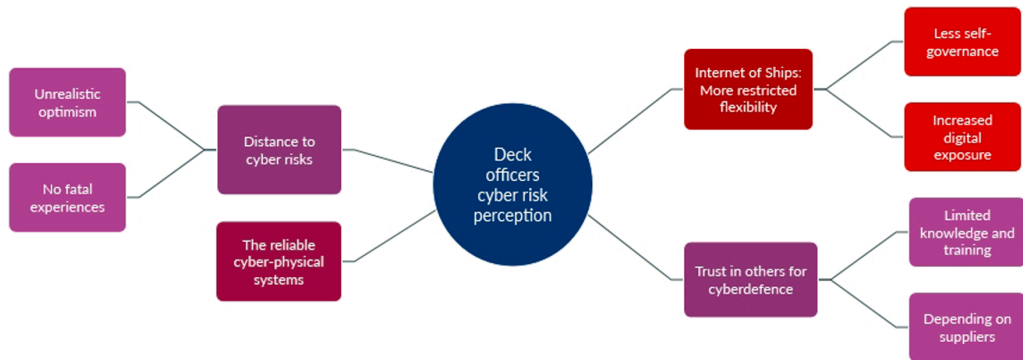 Unrealistic
optimism
No fatal
experiences
Distance to
cyber risks
The reliable
cyber-physical
systems
Deck
officers
cyber risk
perception
Internet of Ships:
More restricted
flexibility
Less self-
governance
Increased
digital
exposure
Trust in others for
cyberdefence
Limited
knowledge and
training
Depending on
suppliers